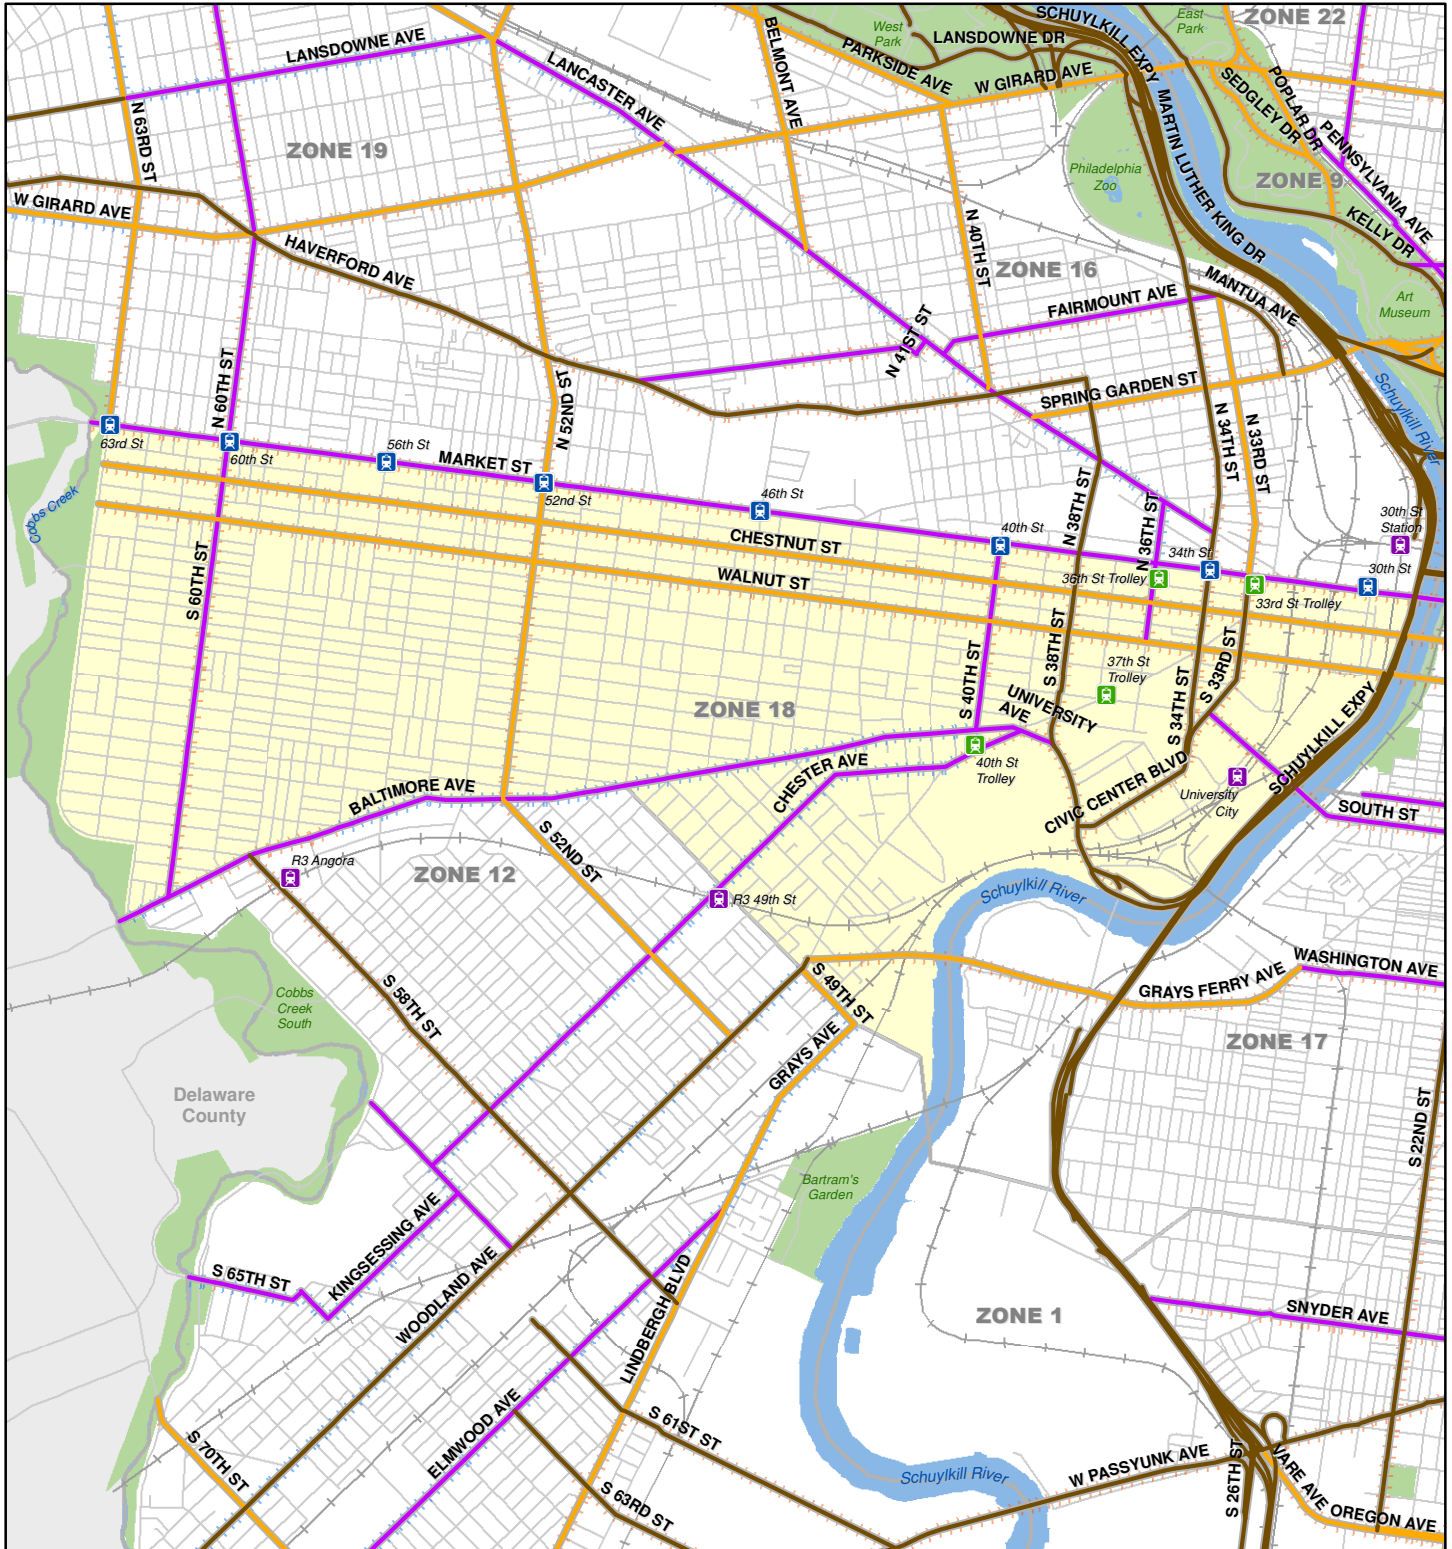 ZONE 22
SCHUYLKILL EXPY
East
Park
West
Park
LANSDOWNE DR
BELMONT AVE
LANSDOWNE AVE
PARKSIDE AVE
LANCASTER AVE
W GIRARD AVE
POPLAR DR
SEDGLEY DR
N 63RD ST
PENNSYLVANIA AVE
MARTIN LUTHER KING DR
ZONE 19
Philadelphia
Zoo
ZONE 9
W GIRARD AVE
KELLY DR
HAVERFORD AVE
N 40TH ST
ZONE 16
MANTUA AVE
FAIRMOUNT AVE
Art
Museum
N 41ST ST
N 60TH ST
N 52ND ST
SPRING GARDEN ST
Schuylkill River
N 34TH ST
N 33RD ST
63rd St
60th St
56th St
MARKET ST
52nd St
46th St
N 38TH ST
N 36TH ST
30th St
Station
Cobbs Creek
40th St
CHESTNUT ST
34th St
30th St
WALNUT ST
36th St Trolley
33rd St Trolley
S 60TH ST
S 38TH ST
S 40TH ST
37th St
Trolley
S 33RD ST
S 34TH ST
ZONE 18
UNIVERSITY
AVE
SCHUYLKILL EXPY
40th St
Trolley
CHESTER AVE
BALTIMORE AVE
CIVIC CENTER BLVD
University
City
SOUTH ST
S 52ND ST
R3 Angora
ZONE 12
R3 49th St
Schuylkill River
WASHINGTON AVE
GRAYS FERRY AVE
S 49TH ST
S 58TH ST
Cobbs
Creek
South
ZONE 17
GRAYS AVE
Delaware
County
S 22ND ST
Bartram's
Garden
KINGSESSING AVE
S 65TH ST
WOODLAND AVE
LINDBERGH BLVD
ZONE 1
SNYDER AVE
ELMWOOD AVE
S 61ST ST
S 70TH ST
S 63RD ST
Schuylkill River
W PASSYUNK AVE
S 26TH ST
VARE AVE
OREGON AVE